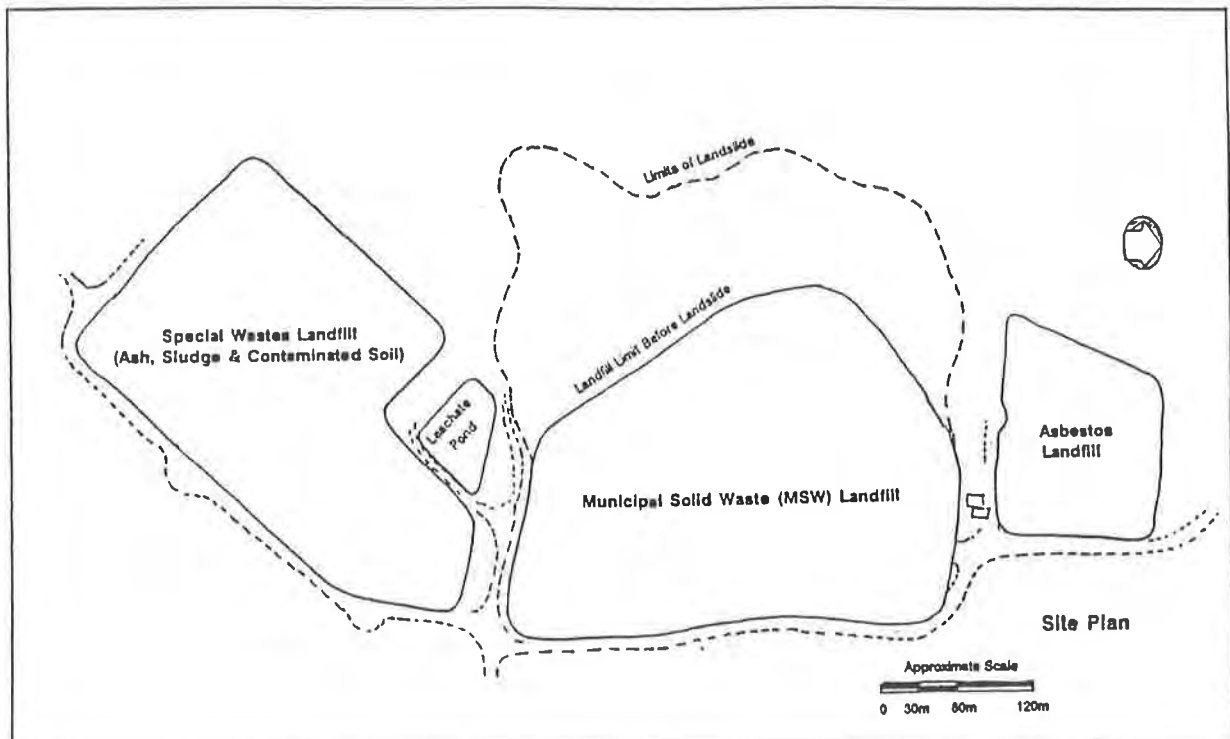 Limits of Landslide
Landfill Limit Before Landslide
Special Wastes Landfill
(Ash, Sludge & Contaminated Soil)
Leachate
Pond
Asbestos
Landfill
Municipal Solid Waste (MSW) Landfill
Site Plan
Approximate Scale
0 30m 60m 120m